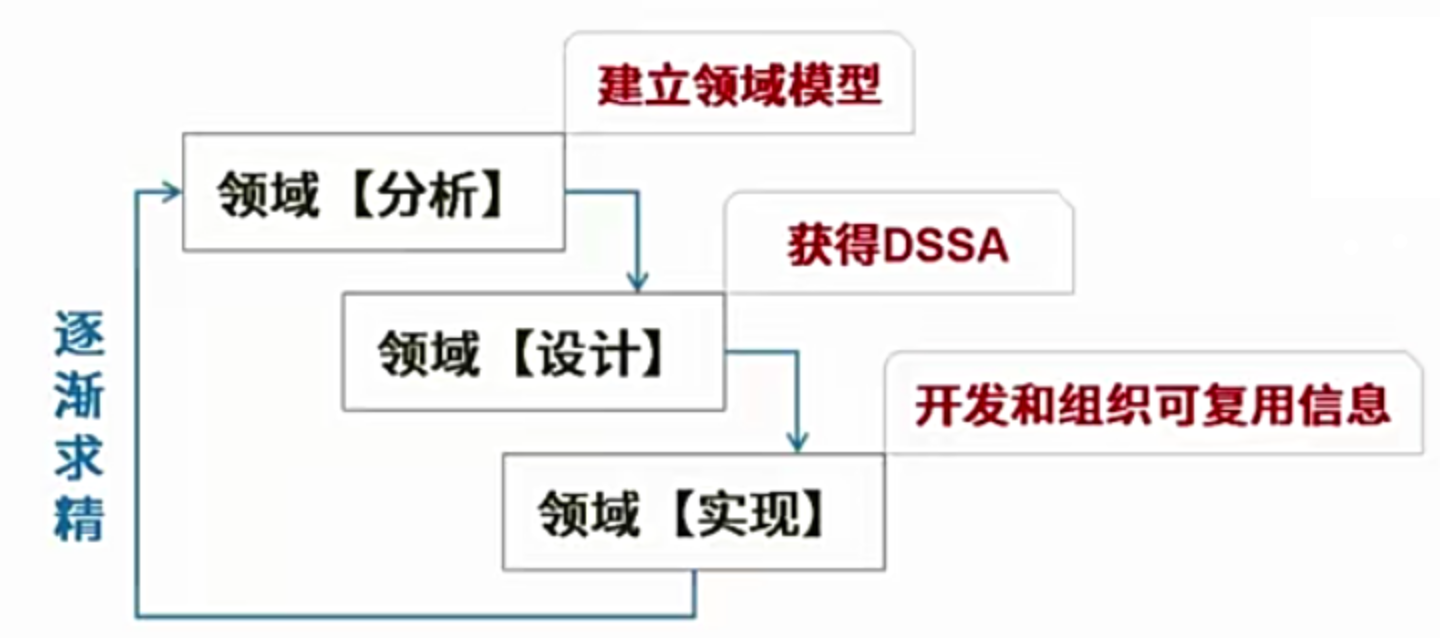 建立领域模型
领域【分析】
获得DSSA
领域【设计】
开发和组织可复用信息
领域【实现】
逐渐求精